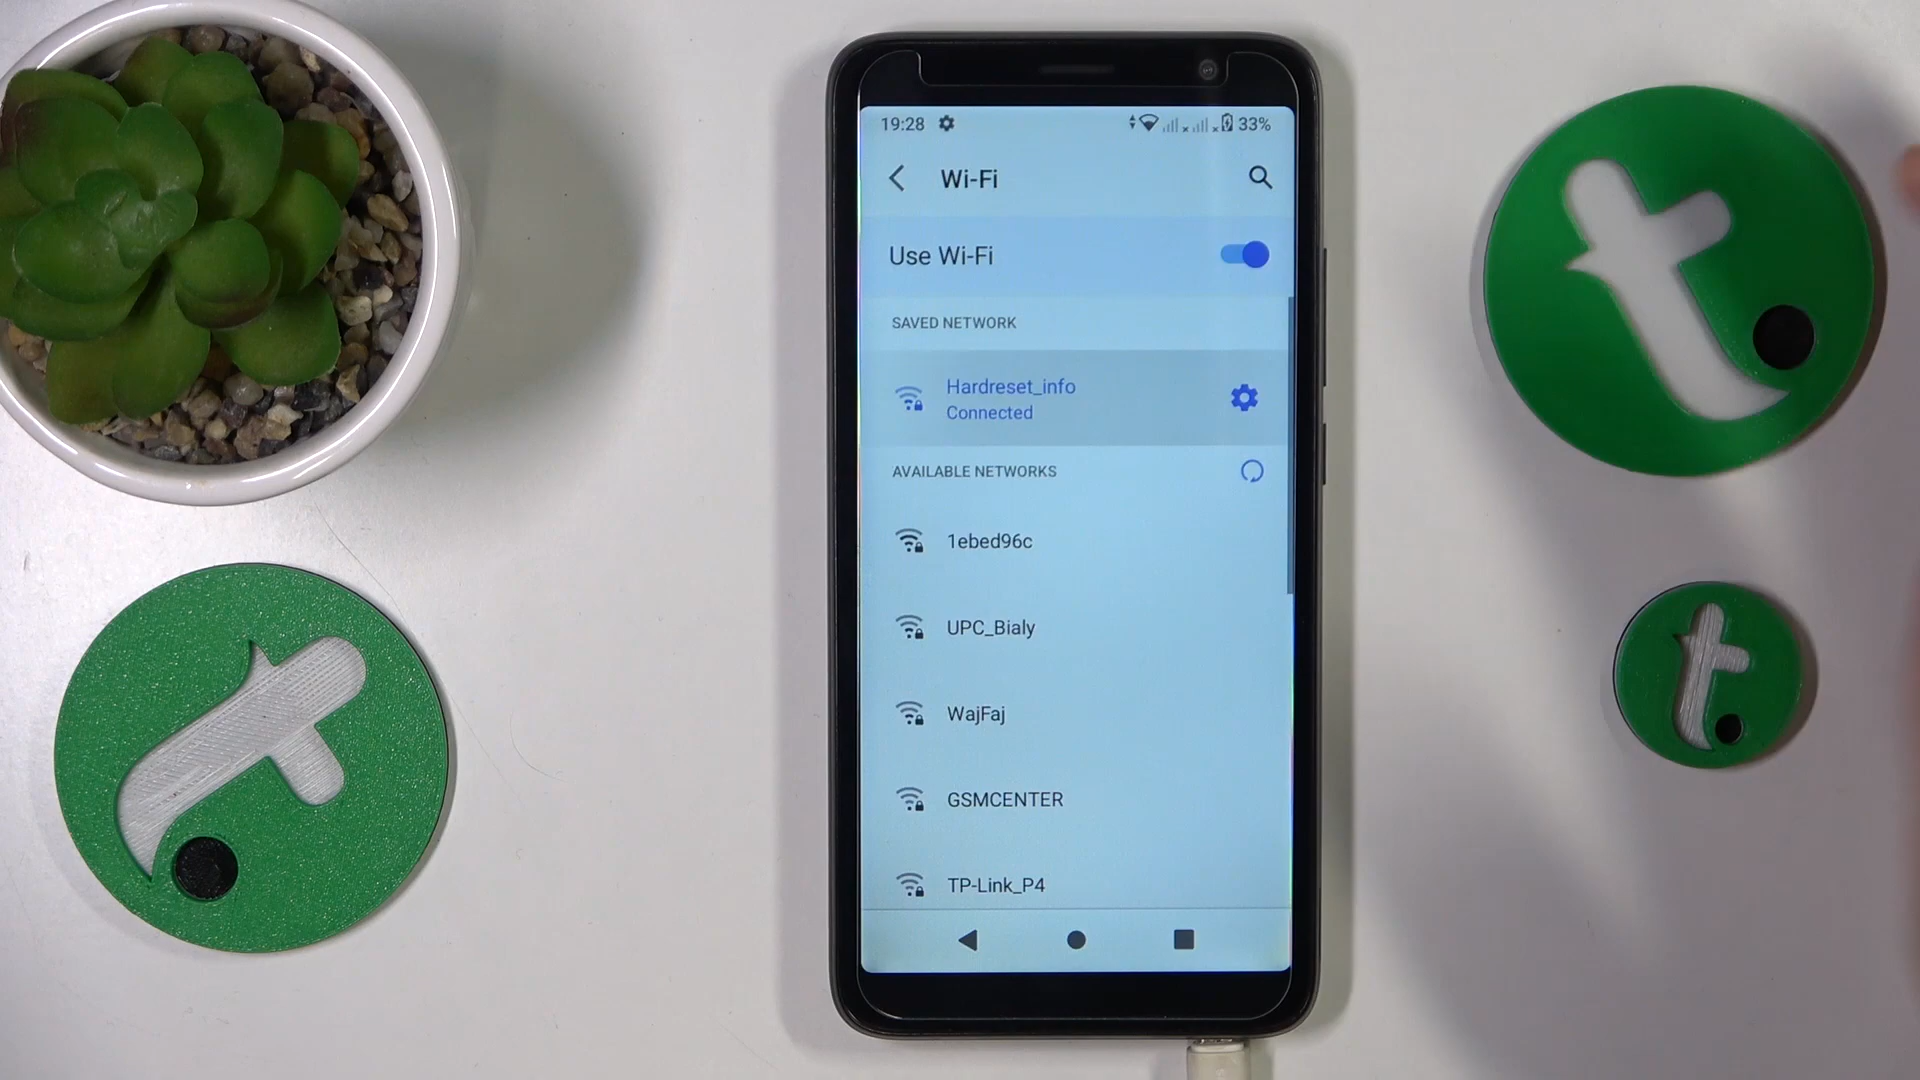 19:28
33%
Wi-Fi
Use Wi-Fi
SAVED NETWORK
Hardreset_info
Connected
AVAILABLE NETWORKS
1ebed96c
UPC_Bialy
WajFaj
GSMCENTER
TP-Link_P4
t
t
t